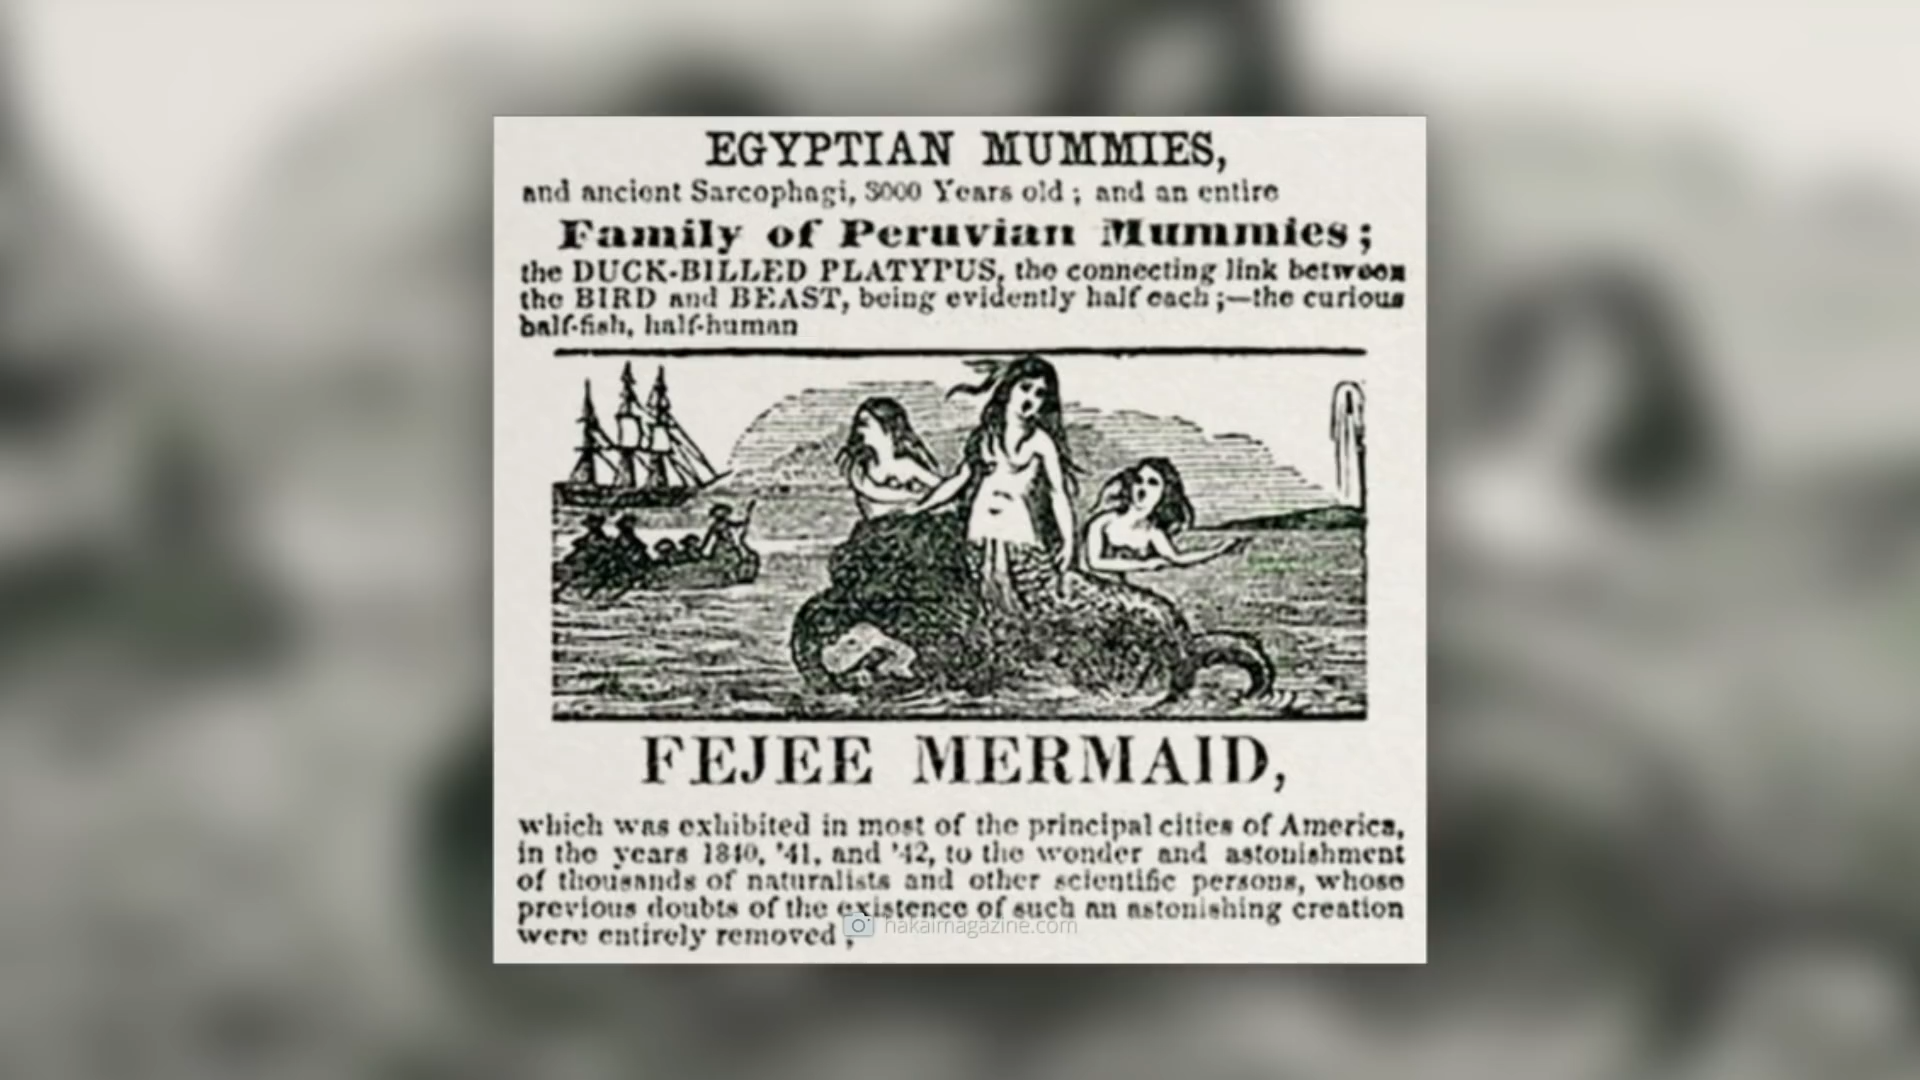 EGYPTIAN MUMMIES,
and ancient Sarcophagi, 3000 Years old; and an entire
Family of Peruvian Mummies;
the DUCK-BILLED PLATYPUS, the connecting link between
the BIRD and BEAST, being evidently half each;—the curious
half-fish, half-human
FEJEE MERMAID,
which was exhibited in most of the principal cities of America,
in the years 1840, '41, and '42, to the wonder and astonishment
of thousands of naturalists and other scientific persons, whose
previous doubts of the existence of such an astonishing creation
were entirely removed;
hakaimagazine.com